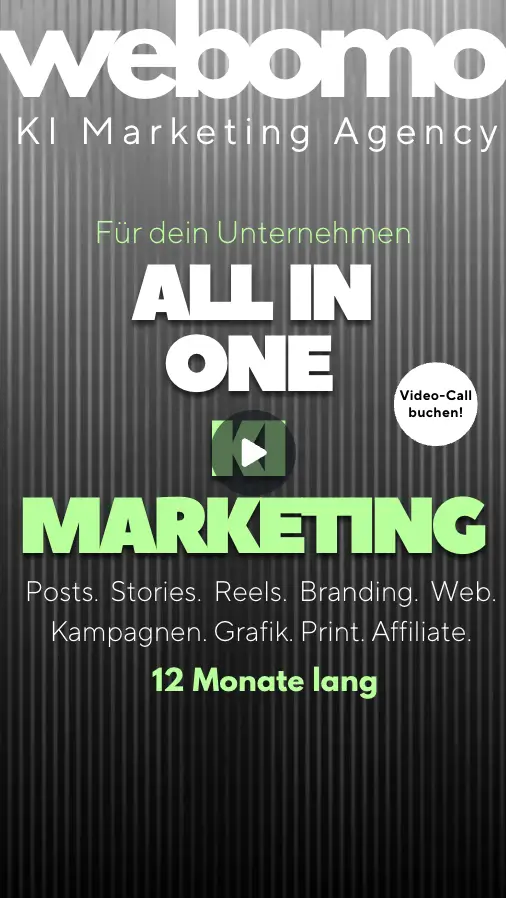 webomo
KI Marketing Agency
Für dein Unternehmen
ALL IN
ONE
Video-Call
buchen!
KI
MARKETING
Posts. Stories. Reels. Branding. Web.
Kampagnen. Grafik. Print. Affiliate.
12 Monate lang